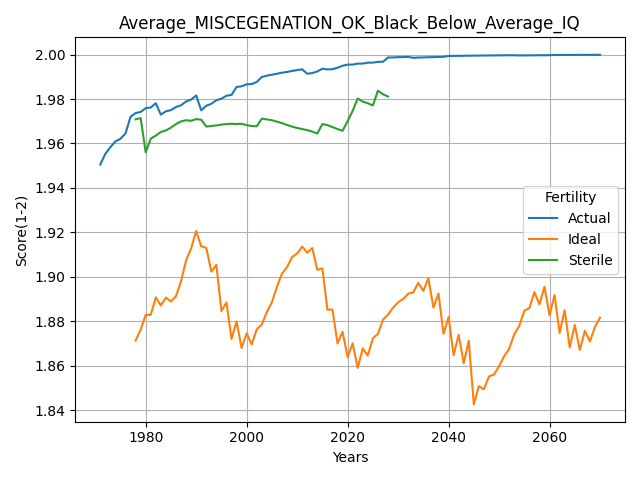 Average_MISCEGENATION_OK_Black_Below_Average_IQ
2.00
1.98
1.96
1.94
1.92
1.90
1.88
1.86
1.84
Score(1-2)
Fertility
Actual
Ideal
Sterile
1980
2000
2020
2040
2060
Years